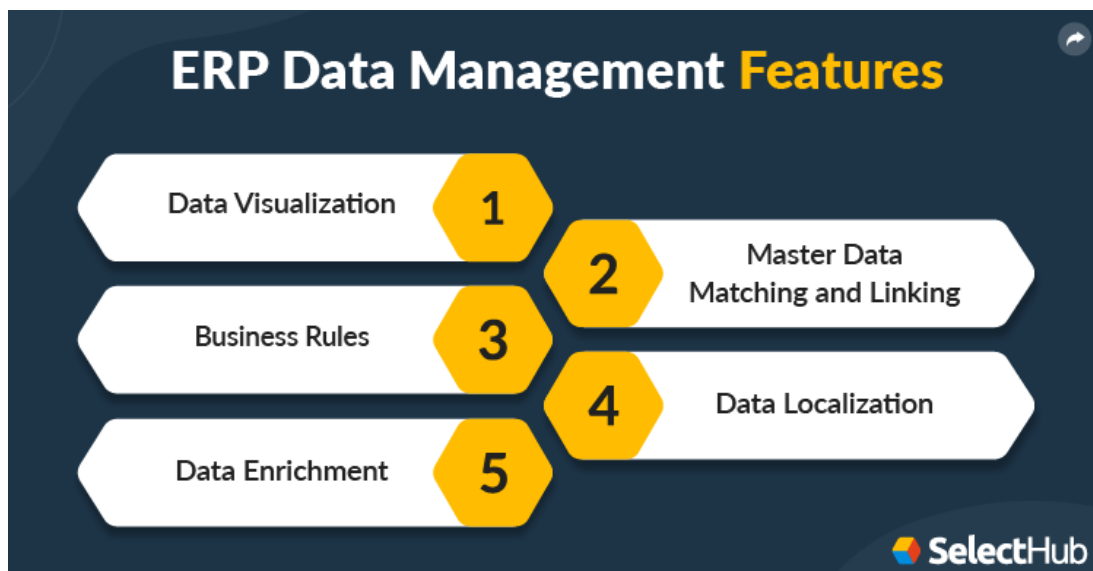 ERP Data Management Features
Data Visualization
1
2
Master Data
Matching and Linking
Business Rules
3
4
Data Localization
Data Enrichment
5
SelectHub